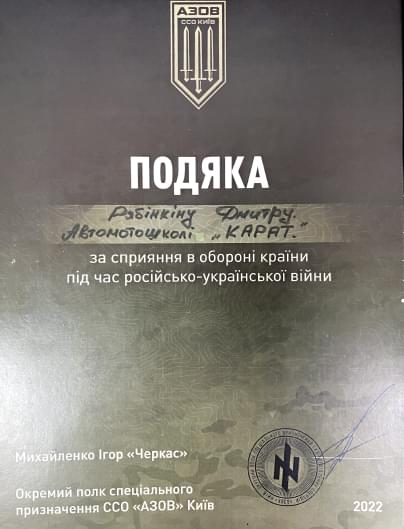 АЗОВ
ССО КИЇВ
ПОДЯКА
Рябінкіну Дмитру.
Автомотошколі „КАРАТ."
за сприяння в обороні країни
під час російсько-української війни
Михайленко Ігор «Черкас»
Окремий полк спеціального
призначення ССО «АЗОВ» Київ
2022